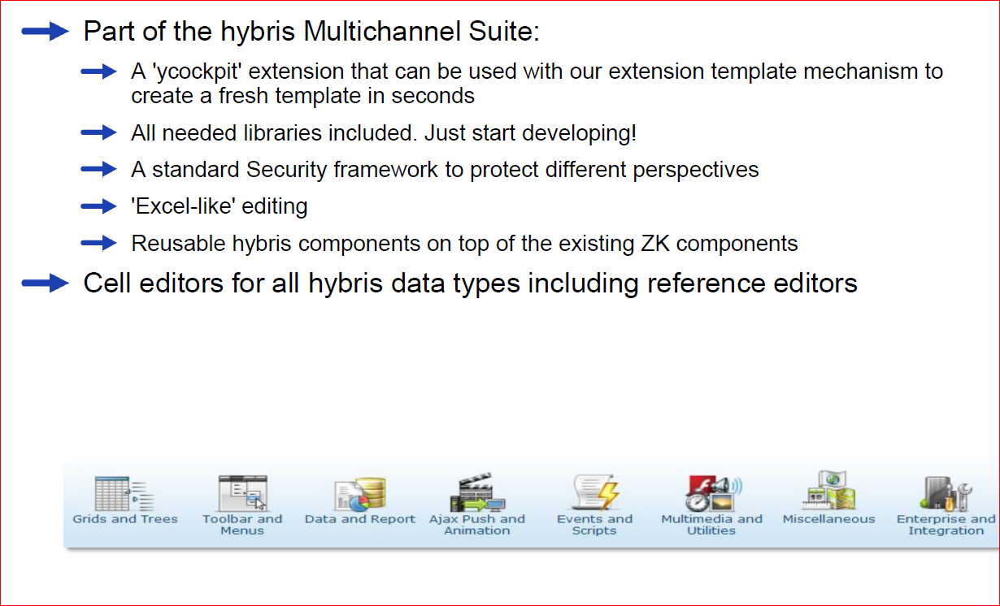 Part of the hybris Multichannel Suite:
A 'ycockpit' extension that can be used with our extension template mechanism to
create a fresh template in seconds
All needed libraries included. Just start developing!
A standard Security framework to protect different perspectives
'Excel-like' editing
Reusable hybris components on top of the existing ZK components
Cell editors for all hybris data types including reference editors
Grids and Trees
Toolbar and
Menus
Data and Report
Ajax Push and
Animation
Events and
Scripts
Multimedia and
Utilities
Miscellaneous
Enterprise and
Integration